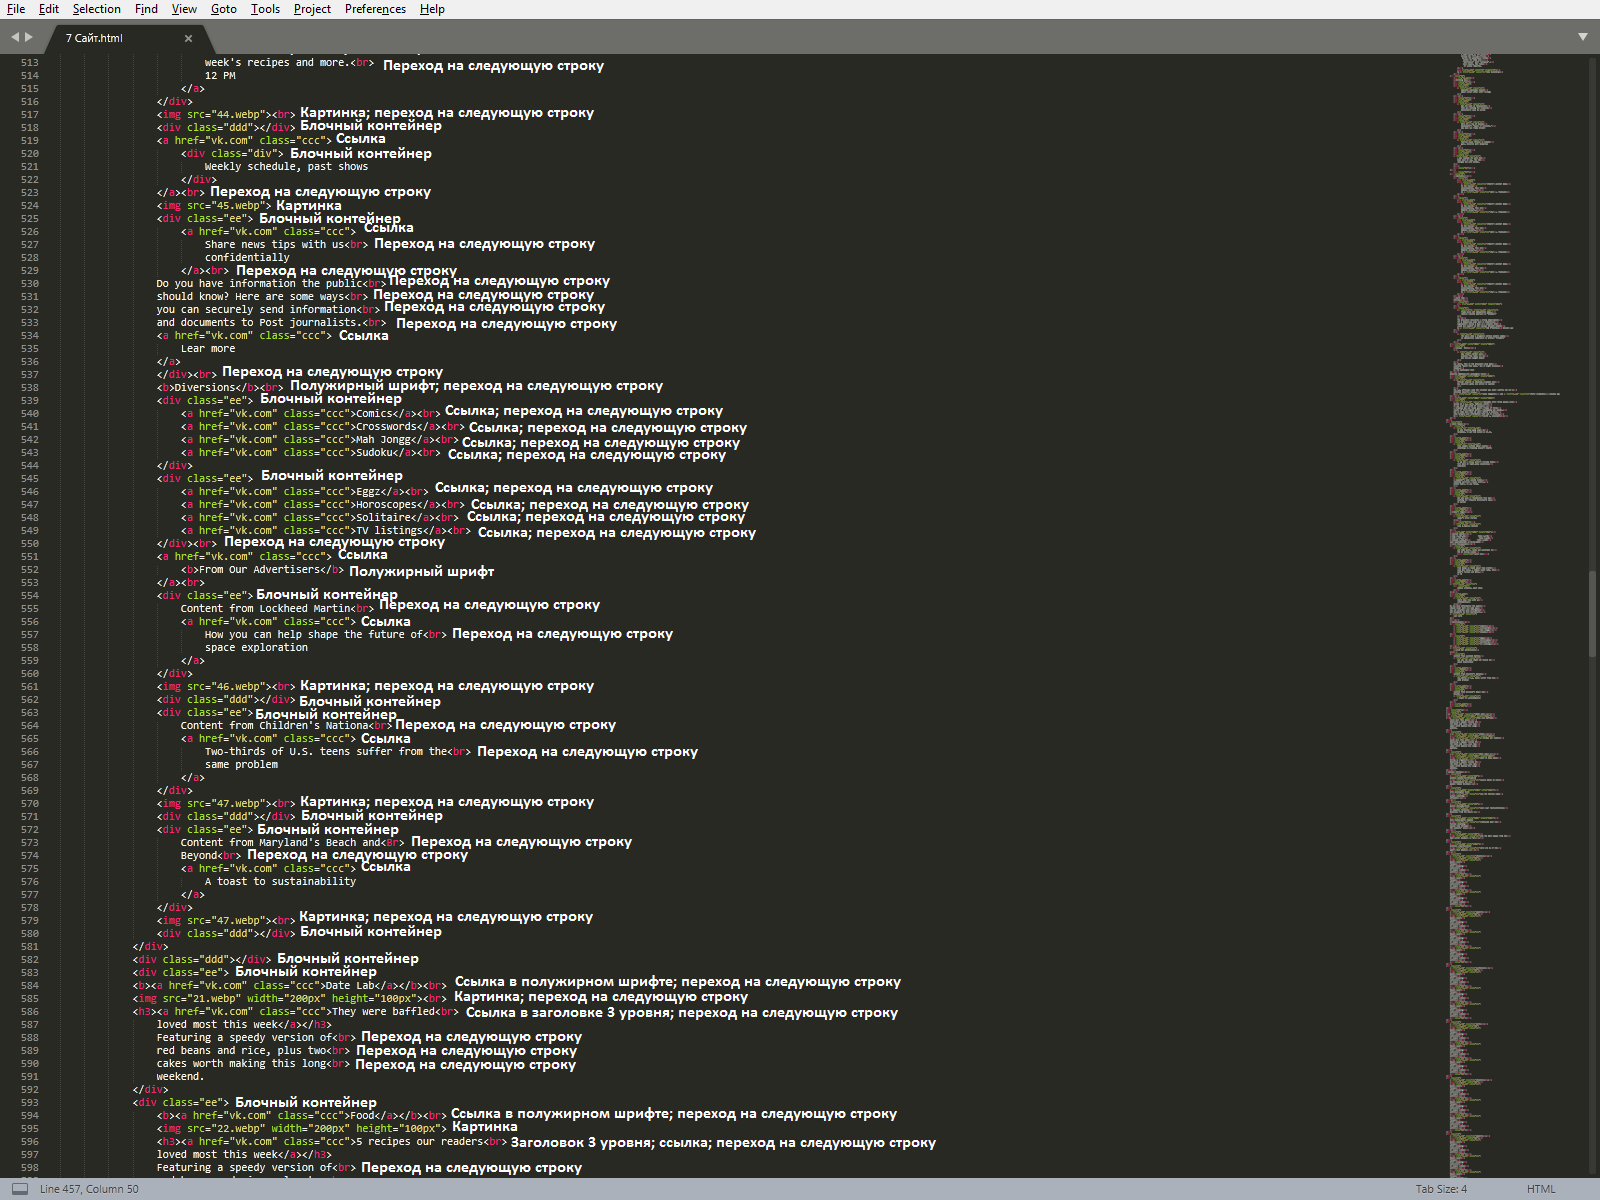 File Edit Selection Find View Goto Tools Project Preferences Help
7 Сайт.html
513 week's recipes and more.<br> Переход на следующую строку
514 12 PM
515 </a>
516 </div>
517 <img src="44.webp"><br> Картинка; переход на следующую строку
518 <div class="ddd"></div> Блочный контейнер
519 <a href="vk.com" class="ccc"> Ссылка
520 <div class="div"> Блочный контейнер
521 Weekly schedule, past shows
522 </div>
523 </a><br> Переход на следующую строку
524 <img src="45.webp"> Картинка
525 <div class="ee"> Блочный контейнер
526 <a href="vk.com" class="ccc"> Ссылка
527 Share news tips with us<br> Переход на следующую строку
528 confidentially
529 </a><br> Переход на следующую строку
530 Do you have information the public<br> Переход на следующую строку
531 should know? Here are some ways<br> Переход на следующую строку
532 you can securely send information<br> Переход на следующую строку
533 and documents to Post journalists.<br> Переход на следующую строку
534 <a href="vk.com" class="ccc"> Ссылка
535 Lear more
536 </a>
537 </div><br> Переход на следующую строку
538 <b>Diversions</b><br> Полужирный шрифт; переход на следующую строку
539 <div class="ee"> Блочный контейнер
540 <a href="vk.com" class="ccc">Comics</a><br> Ссылка; переход на следующую строку
541 <a href="vk.com" class="ccc">Crosswords</a><br> Ссылка; переход на следующую строку
542 <a href="vk.com" class="ccc">Mah Jongg</a><br> Ссылка; переход на следующую строку
543 <a href="vk.com" class="ccc">Sudoku</a><br> Ссылка; переход на следующую строку
544 </div>
545 <div class="ee"> Блочный контейнер
546 <a href="vk.com" class="ccc">Eggz</a><br> Ссылка; переход на следующую строку
547 <a href="vk.com" class="ccc">Horoscopes</a><br> Ссылка; переход на следующую строку
548 <a href="vk.com" class="ccc">Solitaire</a><br> Ссылка; переход на следующую строку
549 <a href="vk.com" class="ccc">TV listings</a><br> Ссылка; переход на следующую строку
550 </div><br> Переход на следующую строку
551 <a href="vk.com" class="ccc"> Ссылка
552 <b>From Our Advertisers</b> Полужирный шрифт
553 </a><br>
554 <div class="ee"> Блочный контейнер
555 Content from Lockheed Martin<br> Переход на следующую строку
556 <a href="vk.com" class="ccc"> Ссылка
557 How you can help shape the future of<br> Переход на следующую строку
558 space exploration
559 </a>
560 </div>
561 <img src="46.webp"><br> Картинка; переход на следующую строку
562 <div class="ddd"></div> Блочный контейнер
563 <div class="ee"> Блочный контейнер
564 Content from Children's Nationa<br> Переход на следующую строку
565 <a href="vk.com" class="ccc"> Ссылка
566 Two-thirds of U.S. teens suffer from the<br> Переход на следующую строку
567 same problem
568 </a>
569 </div>
570 <img src="47.webp"><br> Картинка; переход на следующую строку
571 <div class="ddd"></div> Блочный контейнер
572 <div class="ee"> Блочный контейнер
573 Content from Maryland's Beach and<Br> Переход на следующую строку
574 Beyond<br> Переход на следующую строку
575 <a href="vk.com" class="ccc"> Ссылка
576 A toast to sustainability
577 </a>
578 </div>
579 <img src="47.webp"><br> Картинка; переход на следующую строку
580 <div class="ddd"></div> Блочный контейнер
581 </div>
582 <div class="ddd"></div> Блочный контейнер
583 <div class="ee"> Блочный контейнер
584 <b><a href="vk.com" class="ccc">Date Lab</a></b><br> Ссылка в полужирном шрифте; переход на следующую строку
585 <img src="21.webp" width="200px" height="100px"><br> Картинка; переход на следующую строку
586 <h3><a href="vk.com" class="ccc">They were baffled<br> Ссылка в заголовке 3 уровня; переход на следующую строку
587 loved most this week</a></h3>
588 Featuring a speedy version of<br> Переход на следующую строку
589 red beans and rice, plus two<br> Переход на следующую строку
590 cakes worth making this long<br> Переход на следующую строку
591 weekend.
592 </div>
593 <div class="ee"> Блочный контейнер
594 <b><a href="vk.com" class="ccc">Food</a></b><br> Ссылка в полужирном шрифте; переход на следующую строку
595 <img src="22.webp" width="200px" height="100px"> Картинка
596 <h3><a href="vk.com" class="ccc">5 recipes our readers<br> Заголовок 3 уровня; ссылка; переход на следующую строку
597 loved most this week</a></h3>
598 Featuring a speedy version of<br> Переход на следующую строку
Line 457, Column 50 Tab Size: 4 HTML